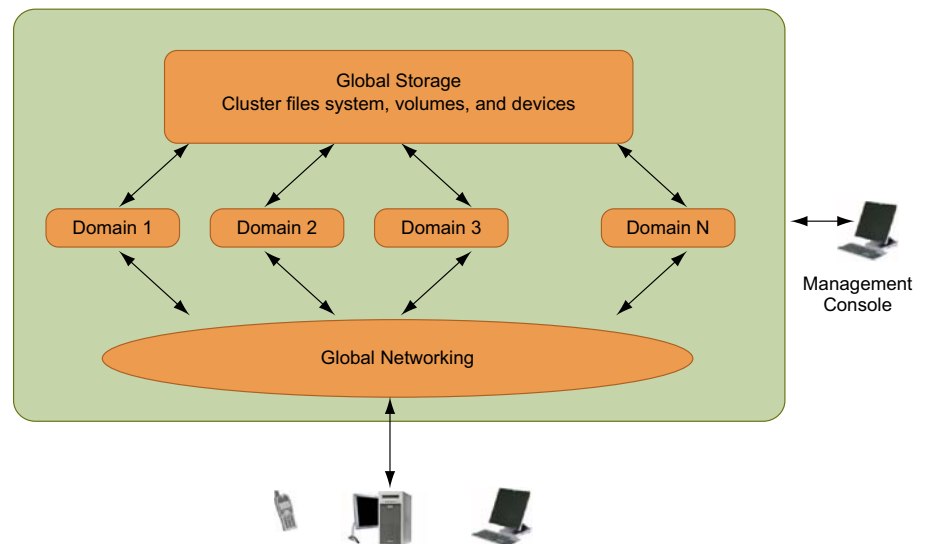 Global Storage
Cluster files system, volumes, and devices
Domain 1
Domain 2
Domain 3
Domain N
Management
Console
Global Networking